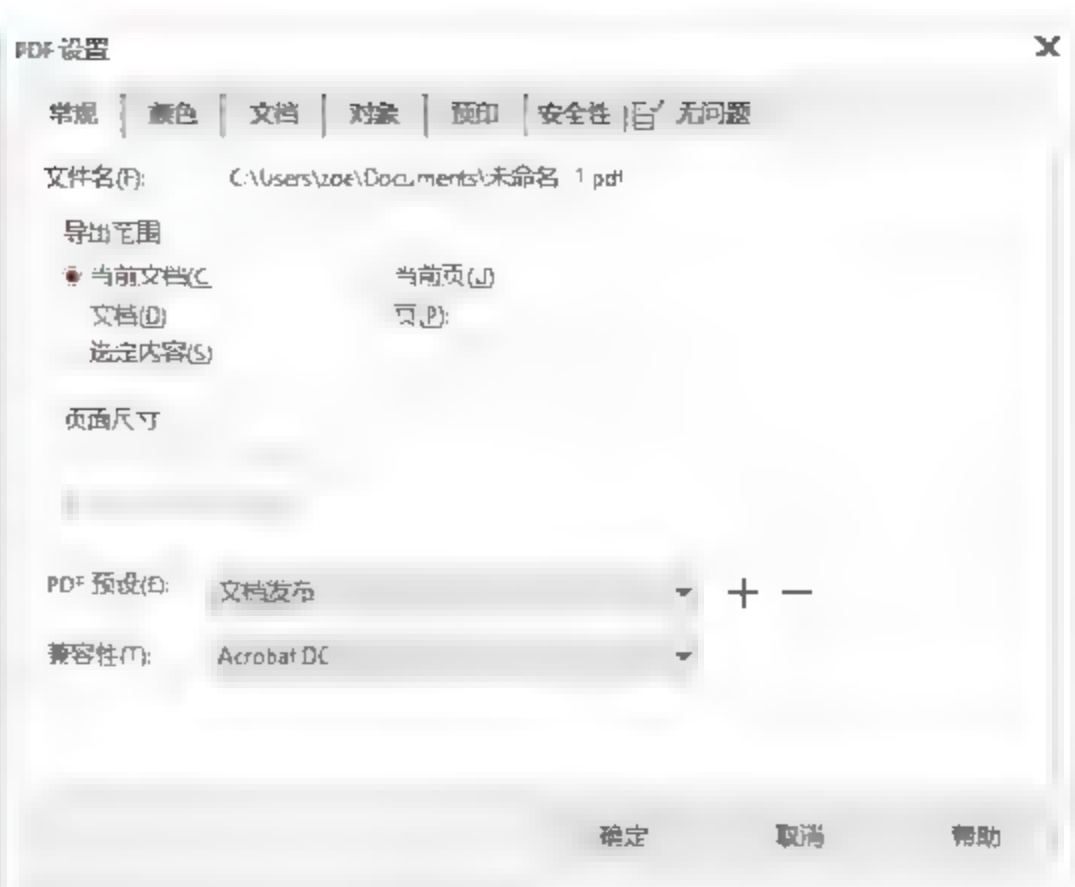 PDF 设置
常规 颜色 文档 对象 预印 安全性 无问题
文件名(F): C:\Users\zoe\Documents\未命名 -1.pdf
导出范围
当前文档(C) 当前页(U)
文档(D) 页(P):
选定内容(S)
页面尺寸
PDF 预设(E): 文档发布
兼容性(T): Acrobat DC
确定 取消 帮助